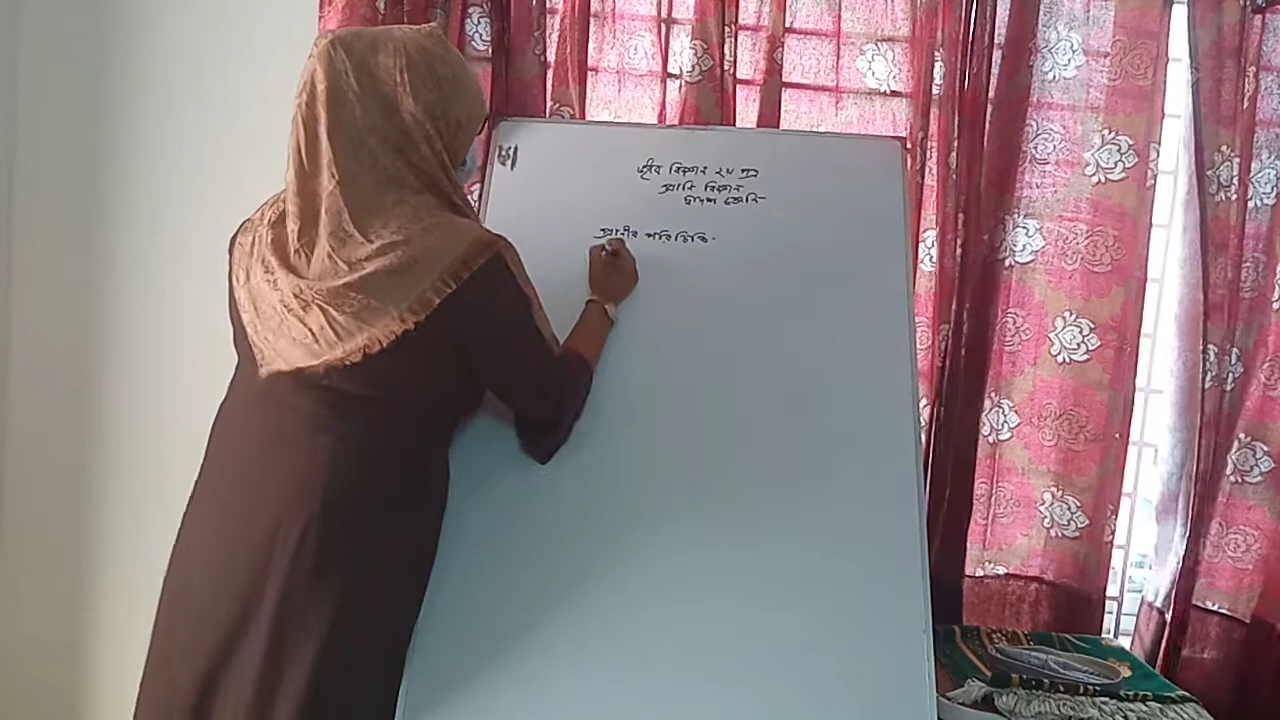 জীব বিজ্ঞান ২য় পত্র
প্রাণি বিজ্ঞান
দ্বাদশ শ্রেণি
প্রাণীর পরিচিতি